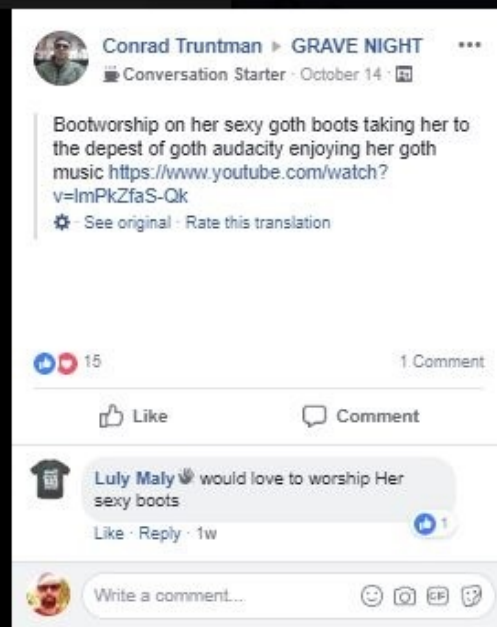 Conrad Truntman ▸ GRAVE NIGHT
Conversation Starter · October 14 ·
Bootworship on her sexy goth boots taking her to
the depest of goth audacity enjoying her goth
music https://www.youtube.com/watch?
v=lmPkZfaS-Qk
· See original · Rate this translation
15
1 Comment
Like
Comment
Luly Maly would love to worship Her
sexy boots
1
Like · Reply · 1w
Write a comment...
GIF